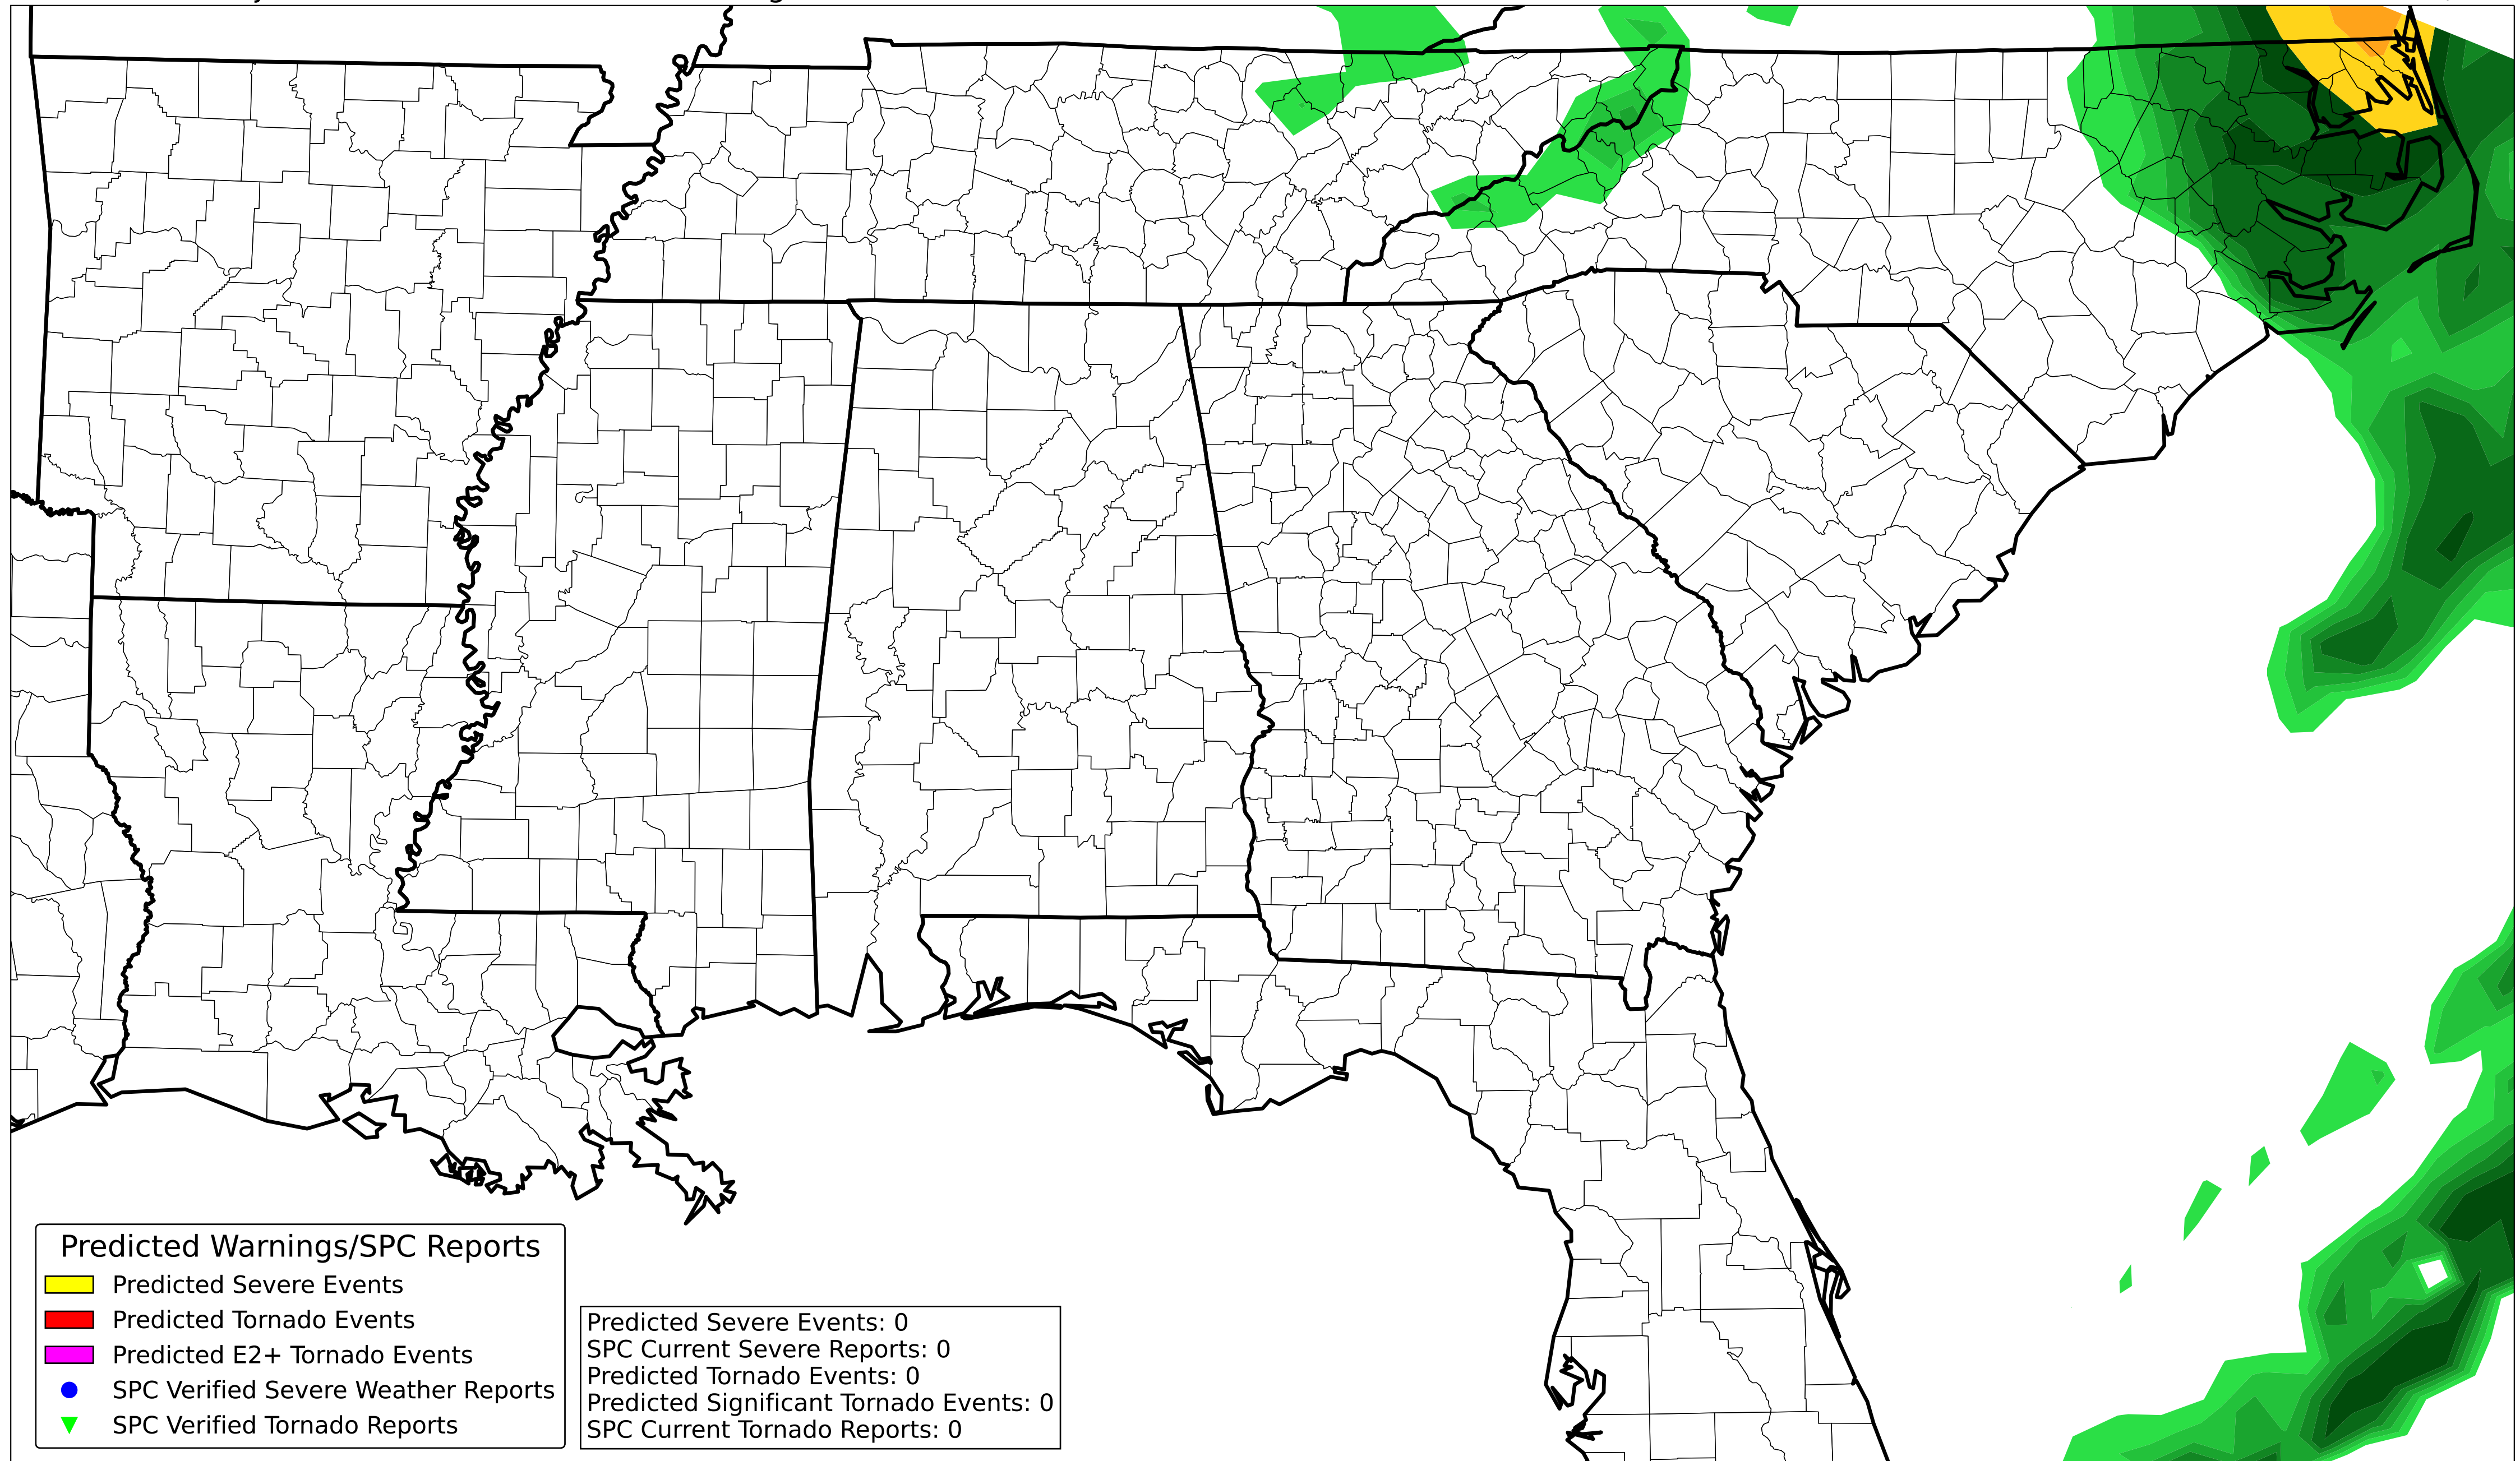 Predicted Warnings/SPC Reports
Predicted Severe Events
Predicted Tornado Events
Predicted E2+ Tornado Events
SPC Verified Severe Weather Reports
SPC Verified Tornado Reports
Predicted Severe Events: 0
SPC Current Severe Reports: 0
Predicted Tornado Events: 0
Predicted Significant Tornado Events: 0
SPC Current Tornado Reports: 0